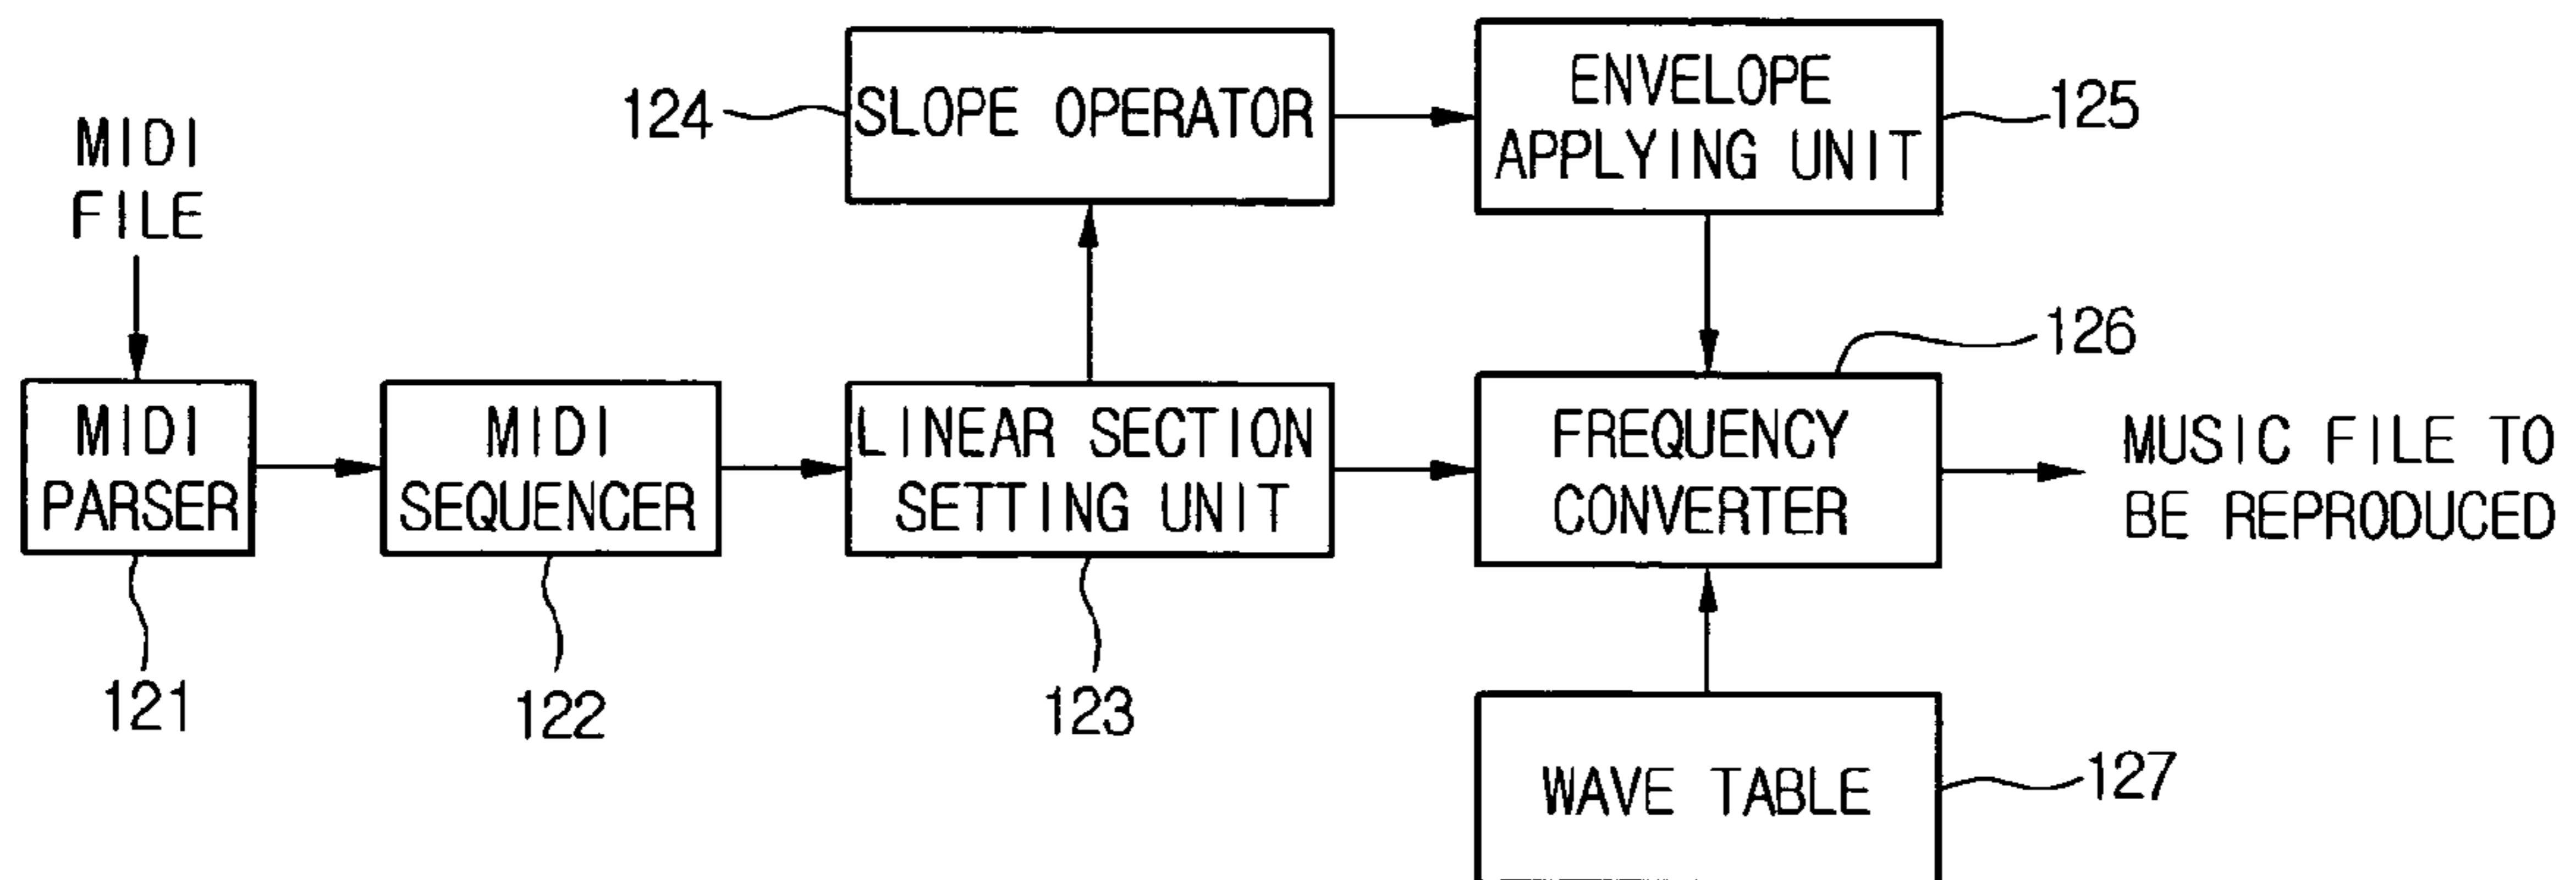 124
SLOPE OPERATOR
ENVELOPE
APPLYING UNIT
125
MIDI
FILE
126
MIDI
PARSER
MIDI
SEQUENCER
LINEAR SECTION
SETTING UNIT
FREQUENCY
CONVERTER
MUSIC FILE TO
BE REPRODUCED
121
122
123
WAVE TABLE
127